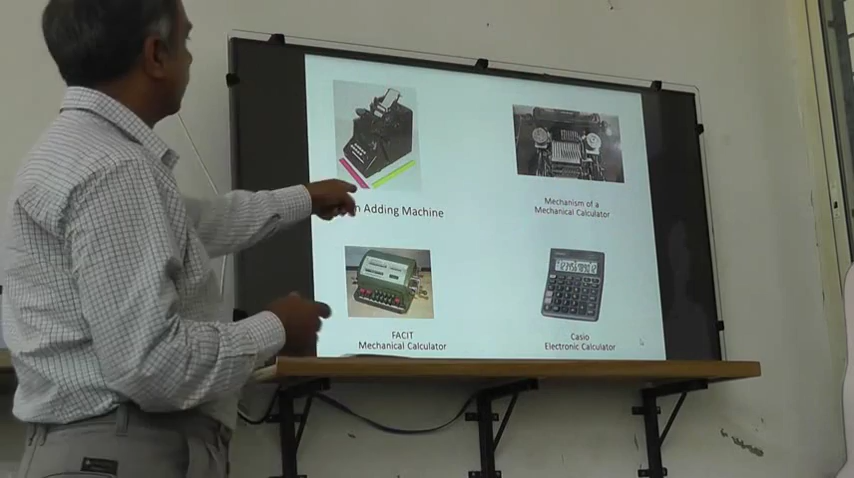 Adding Machine
Mechanism of a
Mechanical Calculator
FACIT
Mechanical Calculator
Casio
Electronic Calculator